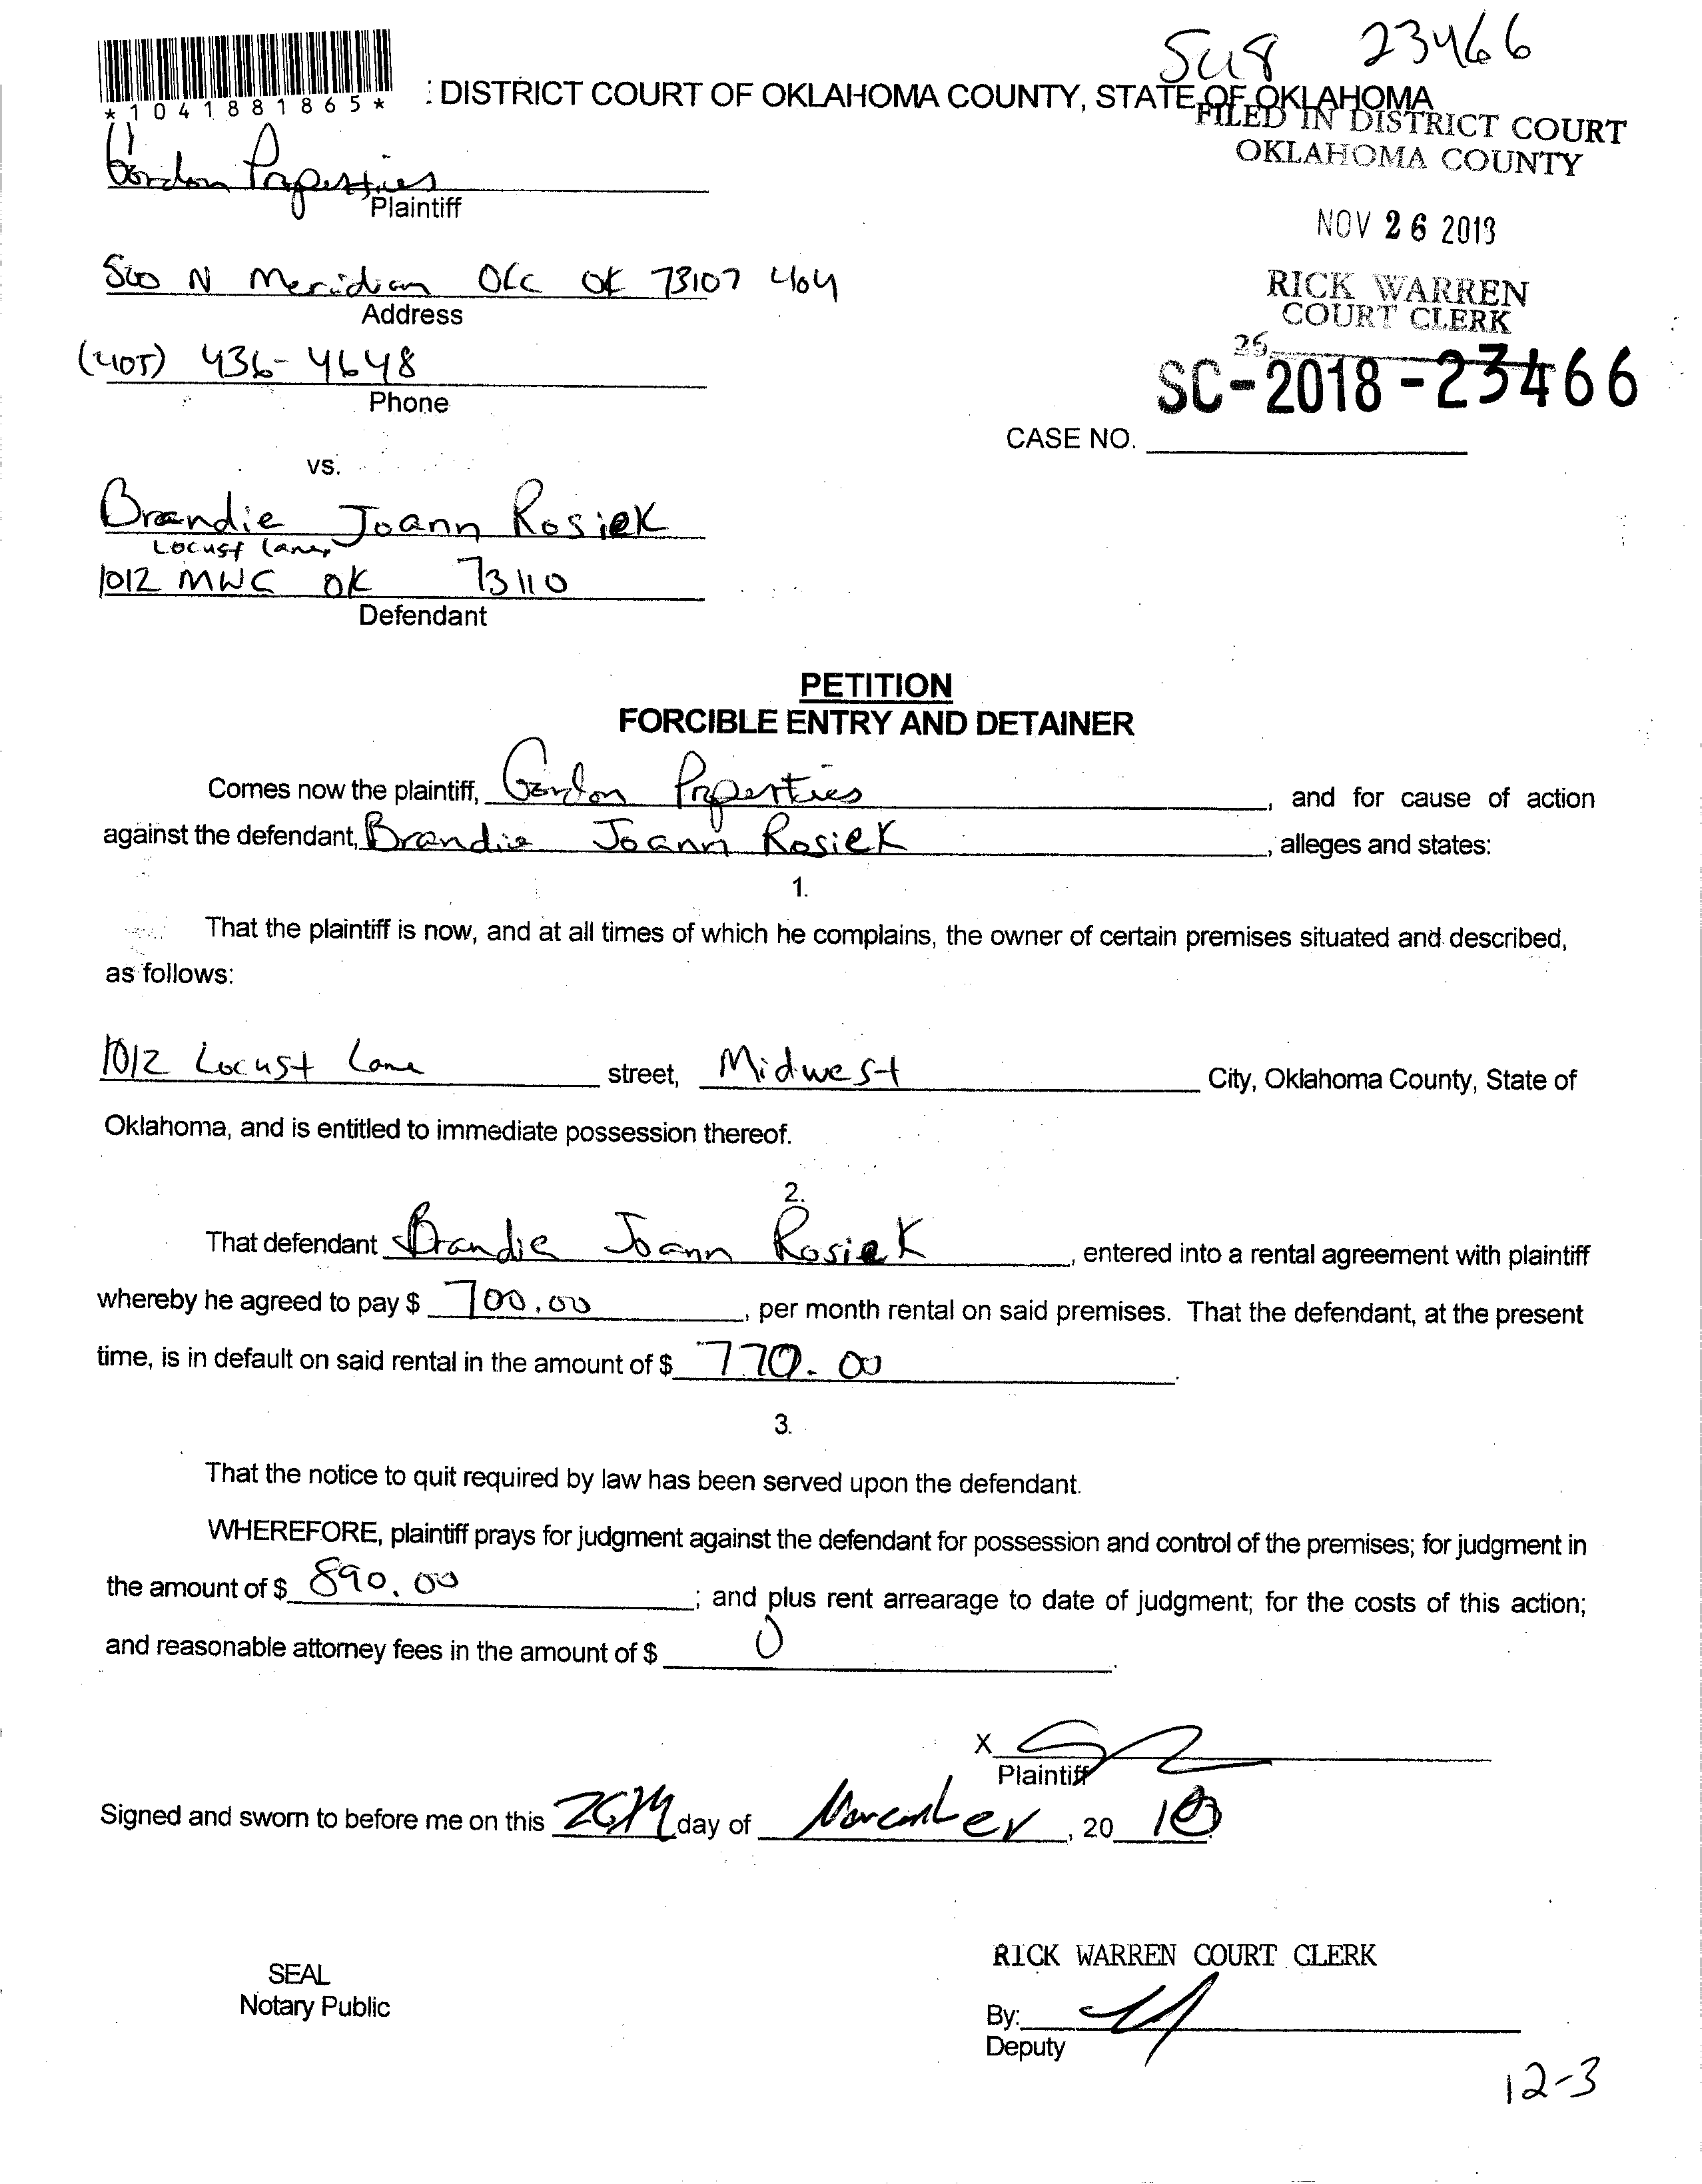 SC18 23466
*1041881865*
: DISTRICT COURT OF OKLAHOMA COUNTY, STATE OF OKLAHOMA
FILED IN DISTRICT COURT
OKLAHOMA COUNTY
Gordon Properties
Plaintiff
NOV 26 2018
500 N Meridian OKC OK 73107 404
Address
RICK WARREN
COURT CLERK
(405) 436-4648
Phone
26
SC-2018-23466
CASE NO.
vs.
Brandie Joann Rosiek
Locust Lane,
1012 MWC OK 73110
Defendant
PETITION
FORCIBLE ENTRY AND DETAINER
Comes now the plaintiff, Gordon Properties, and for cause of action
against the defendant, Brandie Joann Rosiek, alleges and states:
1.
That the plaintiff is now, and at all times of which he complains, the owner of certain premises situated and described,
as follows:
1012 Locust Lane street, Midwest City, Oklahoma County, State of
Oklahoma, and is entitled to immediate possession thereof.
2.
That defendant Brandie Joann Rosiek, entered into a rental agreement with plaintiff
whereby he agreed to pay $ 700.00, per month rental on said premises. That the defendant, at the present
time, is in default on said rental in the amount of $ 770.00.
3.
That the notice to quit required by law has been served upon the defendant.
WHEREFORE, plaintiff prays for judgment against the defendant for possession and control of the premises; for judgment in
the amount of $ 890.00; and plus rent arrearage to date of judgment; for the costs of this action;
and reasonable attorney fees in the amount of $ 0.
X
Plaintiff
Signed and sworn to before me on this 26TH day of November, 20 18.
RICK WARREN COURT CLERK
SEAL
Notary Public
By:
Deputy
12-3